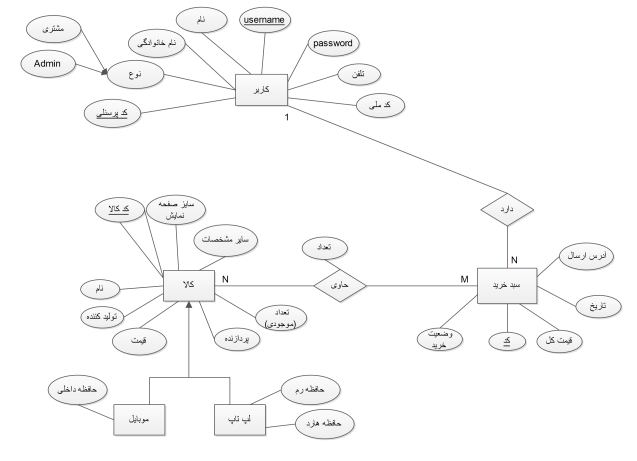 نام
username
مشتری
نام خانوادگی
password
Admin
نوع
تلفن
کاربر
کد ملی
کد پرسنلی
1
دارد
کد کالا
سایز صفحه
نمایش
سایر مشخصات
تعداد
آدرس ارسال
N
کالا
N
حاوی
M
سبد خرید
نام
تاریخ
تولید کننده
تعداد
(موجودی)
قیمت
پردازنده
وضعیت
خرید
کد
قیمت کل
حافظه داخلی
حافظه رم
موبایل
لپ تاپ
حافظه هارد